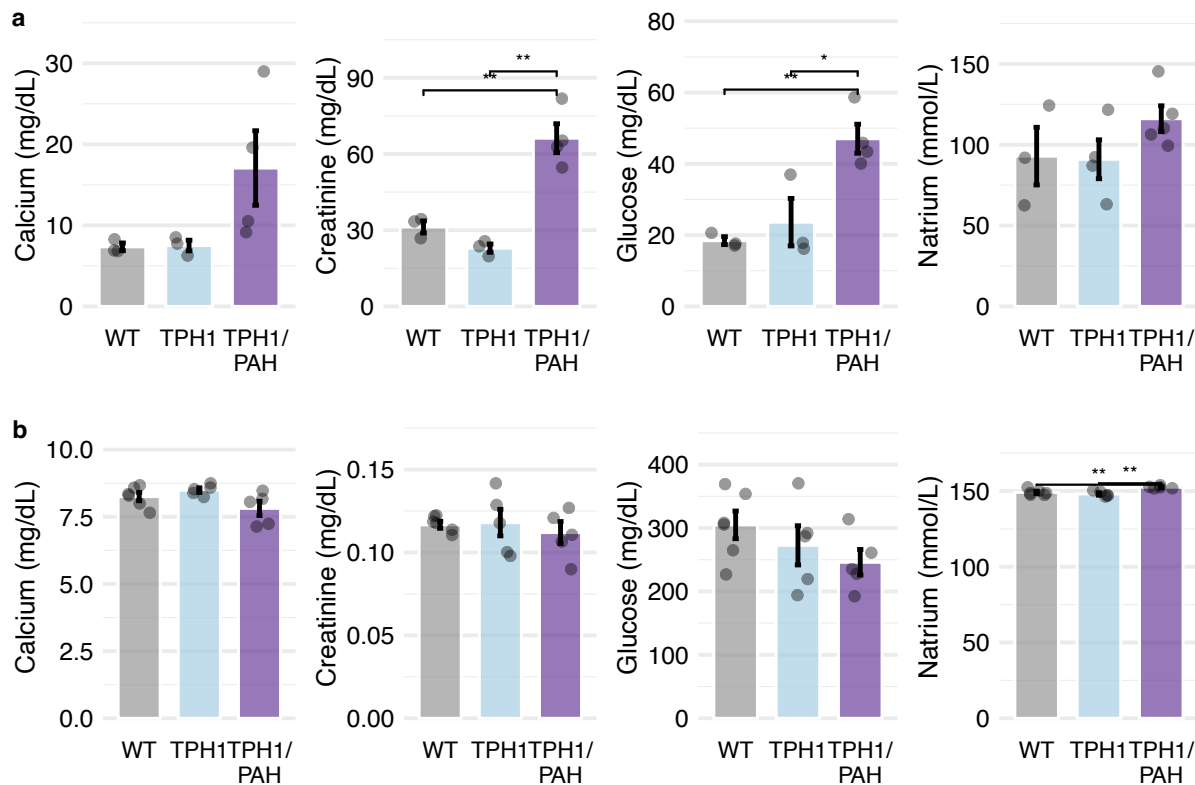 a
Calcium (mg/dL)
30
20
10
0
WT TPH1 TPH1/
PAH
Creatinine (mg/dL)
90
60
30
0
**
**
WT TPH1 TPH1/
PAH
Glucose (mg/dL)
80
60
40
20
0
*
**
WT TPH1 TPH1/
PAH
Natrium (mmol/L)
150
100
50
0
WT TPH1 TPH1/
PAH
b
Calcium (mg/dL)
10.0
7.5
5.0
2.5
0.0
WT TPH1 TPH1/
PAH
Creatinine (mg/dL)
0.15
0.10
0.05
0.00
WT TPH1 TPH1/
PAH
Glucose (mg/dL)
400
300
200
100
0
WT TPH1 TPH1/
PAH
Natrium (mmol/L)
150
100
50
0
** **
WT TPH1 TPH1/
PAH